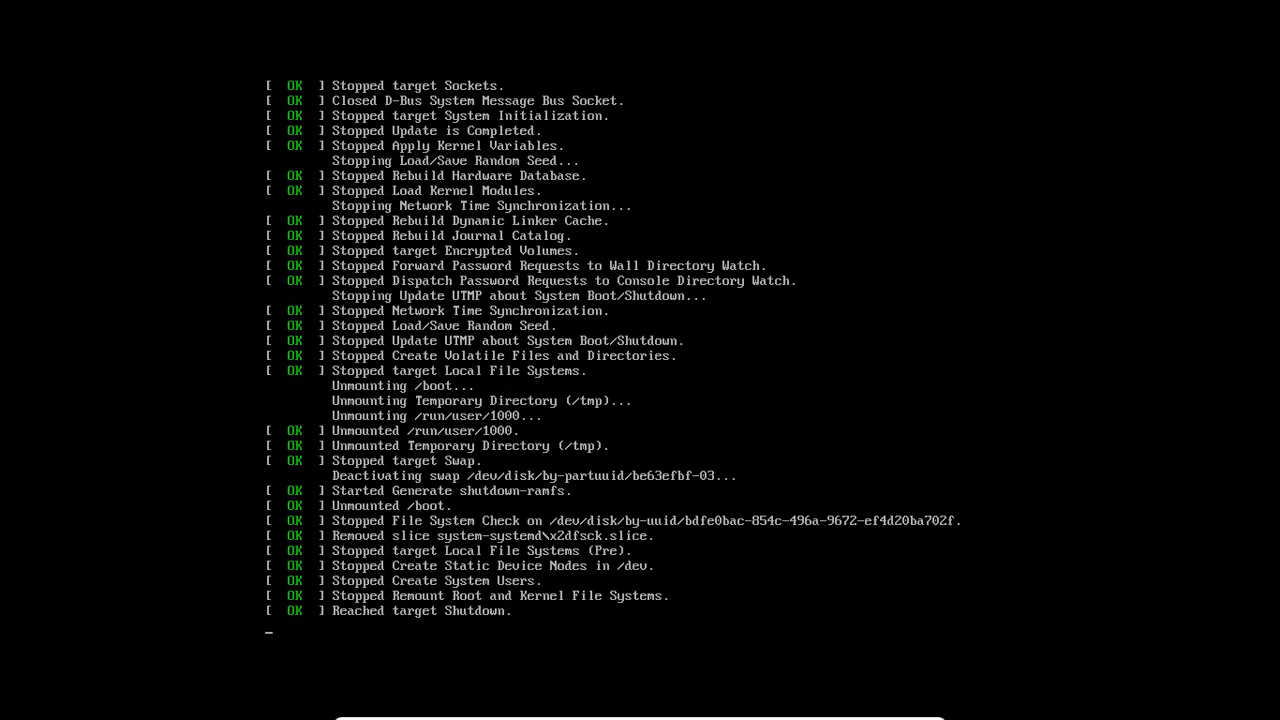 [  OK  ] Stopped target Sockets.
[  OK  ] Closed D-Bus System Message Bus Socket.
[  OK  ] Stopped target System Initialization.
[  OK  ] Stopped Update is Completed.
[  OK  ] Stopped Apply Kernel Variables.
         Stopping Load/Save Random Seed...
[  OK  ] Stopped Rebuild Hardware Database.
[  OK  ] Stopped Load Kernel Modules.
         Stopping Network Time Synchronization...
[  OK  ] Stopped Rebuild Dynamic Linker Cache.
[  OK  ] Stopped Rebuild Journal Catalog.
[  OK  ] Stopped target Encrypted Volumes.
[  OK  ] Stopped Forward Password Requests to Wall Directory Watch.
[  OK  ] Stopped Dispatch Password Requests to Console Directory Watch.
         Stopping Update UTMP about System Boot/Shutdown...
[  OK  ] Stopped Network Time Synchronization.
[  OK  ] Stopped Load/Save Random Seed.
[  OK  ] Stopped Update UTMP about System Boot/Shutdown.
[  OK  ] Stopped Create Volatile Files and Directories.
[  OK  ] Stopped target Local File Systems.
         Unmounting /boot...
         Unmounting Temporary Directory (/tmp)...
         Unmounting /run/user/1000...
[  OK  ] Unmounted /run/user/1000.
[  OK  ] Unmounted Temporary Directory (/tmp).
[  OK  ] Stopped target Swap.
         Deactivating swap /dev/disk/by-partuuid/be63efbf-03...
[  OK  ] Started Generate shutdown-ramfs.
[  OK  ] Unmounted /boot.
[  OK  ] Stopped File System Check on /dev/disk/by-uuid/bdfe0bac-854c-496a-9672-ef4d20ba702f.
[  OK  ] Removed slice system-systemd\x2dfsck.slice.
[  OK  ] Stopped target Local File Systems (Pre).
[  OK  ] Stopped Create Static Device Nodes in /dev.
[  OK  ] Stopped Create System Users.
[  OK  ] Stopped Remount Root and Kernel File Systems.
[  OK  ] Reached target Shutdown.